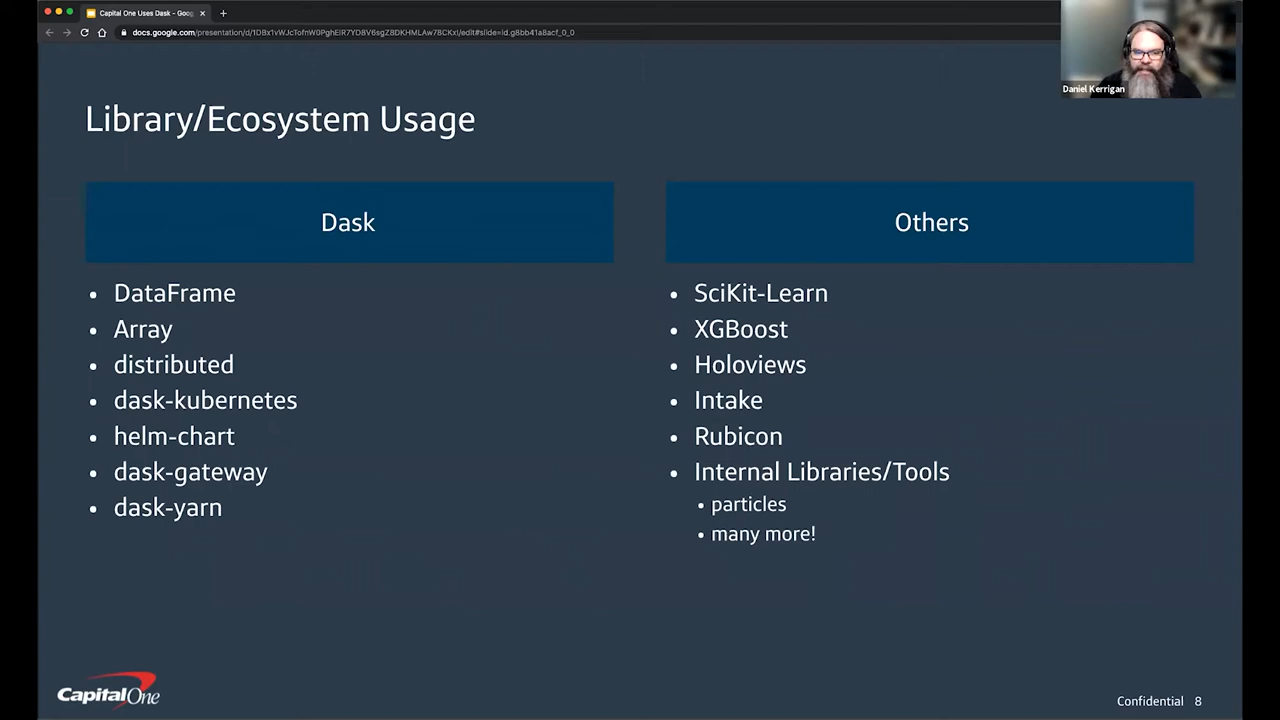 Capital One Uses Dask - Goog
docs.google.com/presentation/d/1DBx1vWJcTofnW0PghEiR7YD8V6sgZ8DKHMLAw78CKxI/edit#slide=id.g8bb41a8acf_0_0
Daniel Kerrigan
Library/Ecosystem Usage
Dask
• DataFrame
• Array
• distributed
• dask-kubernetes
• helm-chart
• dask-gateway
• dask-yarn
Others
• SciKit-Learn
• XGBoost
• Holoviews
• Intake
• Rubicon
• Internal Libraries/Tools
• particles
• many more!
Capital One
Confidential 8